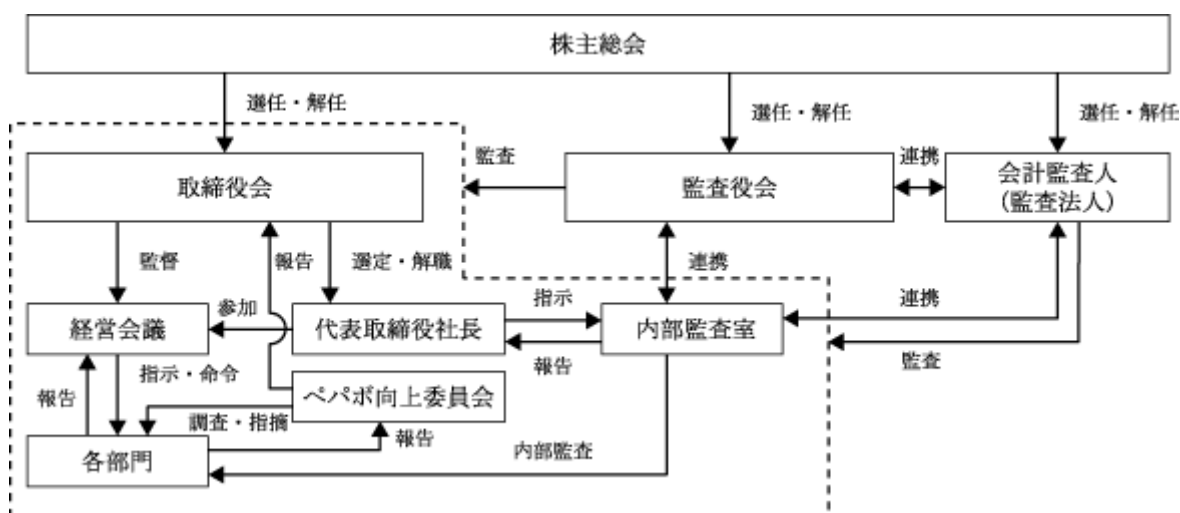 株主総会
選任・解任
選任・解任
選任・解任
取締役会
監査
監査役会
連携
会計監査人
(監査法人)
監督
報告
選定・解職
連携
経営会議
参加
代表取締役社長
指示
内部監査室
連携
報告
監査
指示・命令
報告
ペパボ向上委員会
調査・指摘
報告
各部門
内部監査